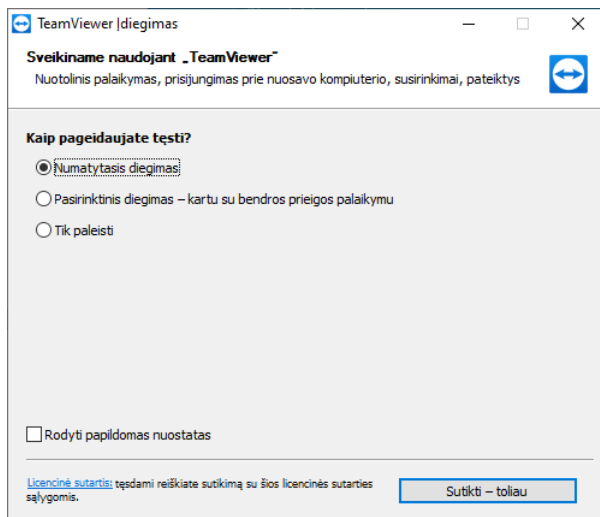 TeamViewer Įdiegimas
Sveikiname naudojant „TeamViewer“
Nuotolinis palaikymas, prisijungimas prie nuosavo kompiuterio, susirinkimai, pateiktys
Kaip pageidaujate tęsti?
Numatytasis diegimas
Pasirinktinis diegimas – kartu su bendros prieigos palaikymu
Tik paleisti
Rodyti papildomas nuostatas
Licencinė sutartis: tęsdami reiškiate sutikimą su šios licencinės sutarties
sąlygomis.
Sutikti – toliau